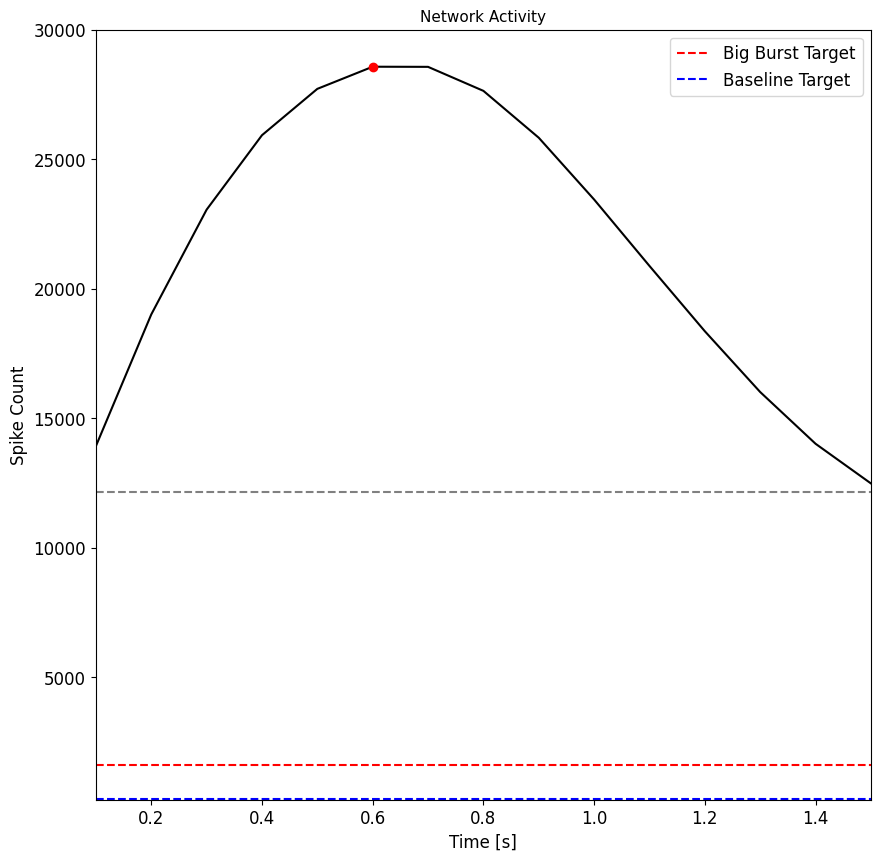 Network Activity
Big Burst Target
Baseline Target
30000
25000
20000
15000
10000
5000
Spike Count
0.2 0.4 0.6 0.8 1.0 1.2 1.4
Time [s]